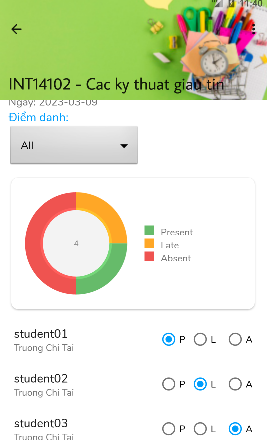 11:40
INT14102 - Cac ky thuat giau tin
Ngay: 2023-03-09
Điểm danh:
All
4
Present
Late
Absent
student01
P L A
Truong Chi Tai
student02
P L A
Truong Chi Tai
student03
P L A
Truong Chi Tai